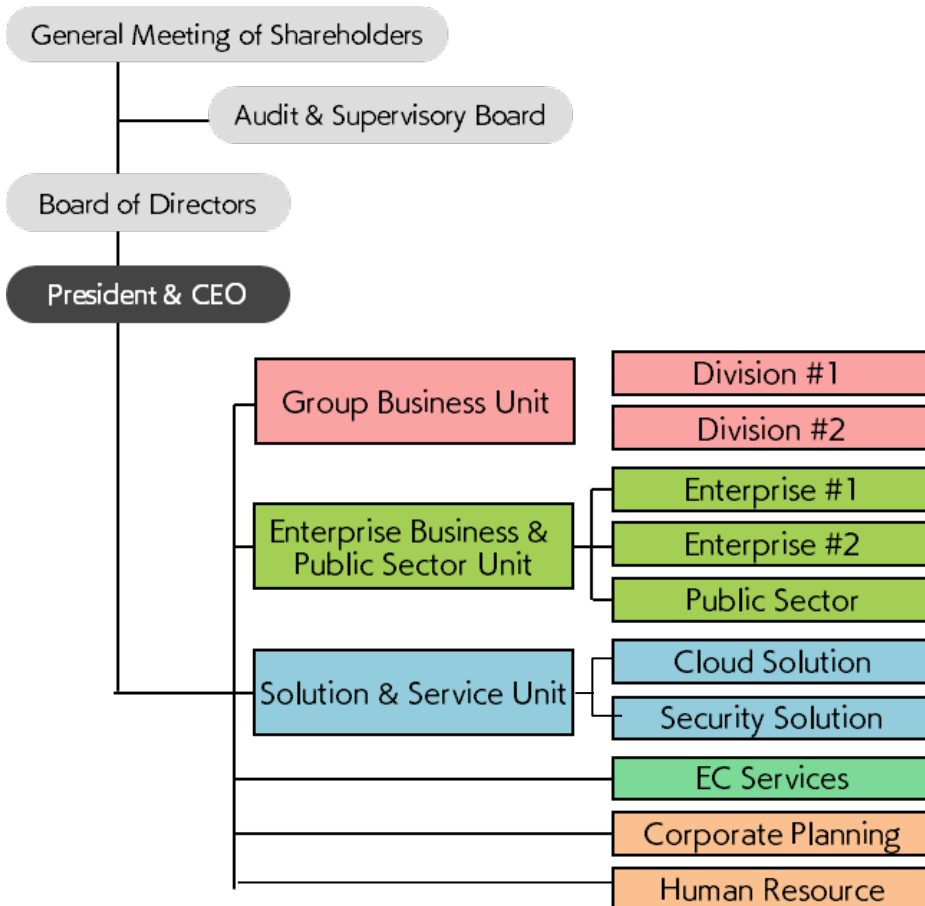 General Meeting of Shareholders
Audit & Supervisory Board
Board of Directors
President & CEO
Group Business Unit
Division #1
Division #2
Enterprise Business &
Public Sector Unit
Enterprise #1
Enterprise #2
Public Sector
Solution & Service Unit
Cloud Solution
Security Solution
EC Services
Corporate Planning
Human Resource